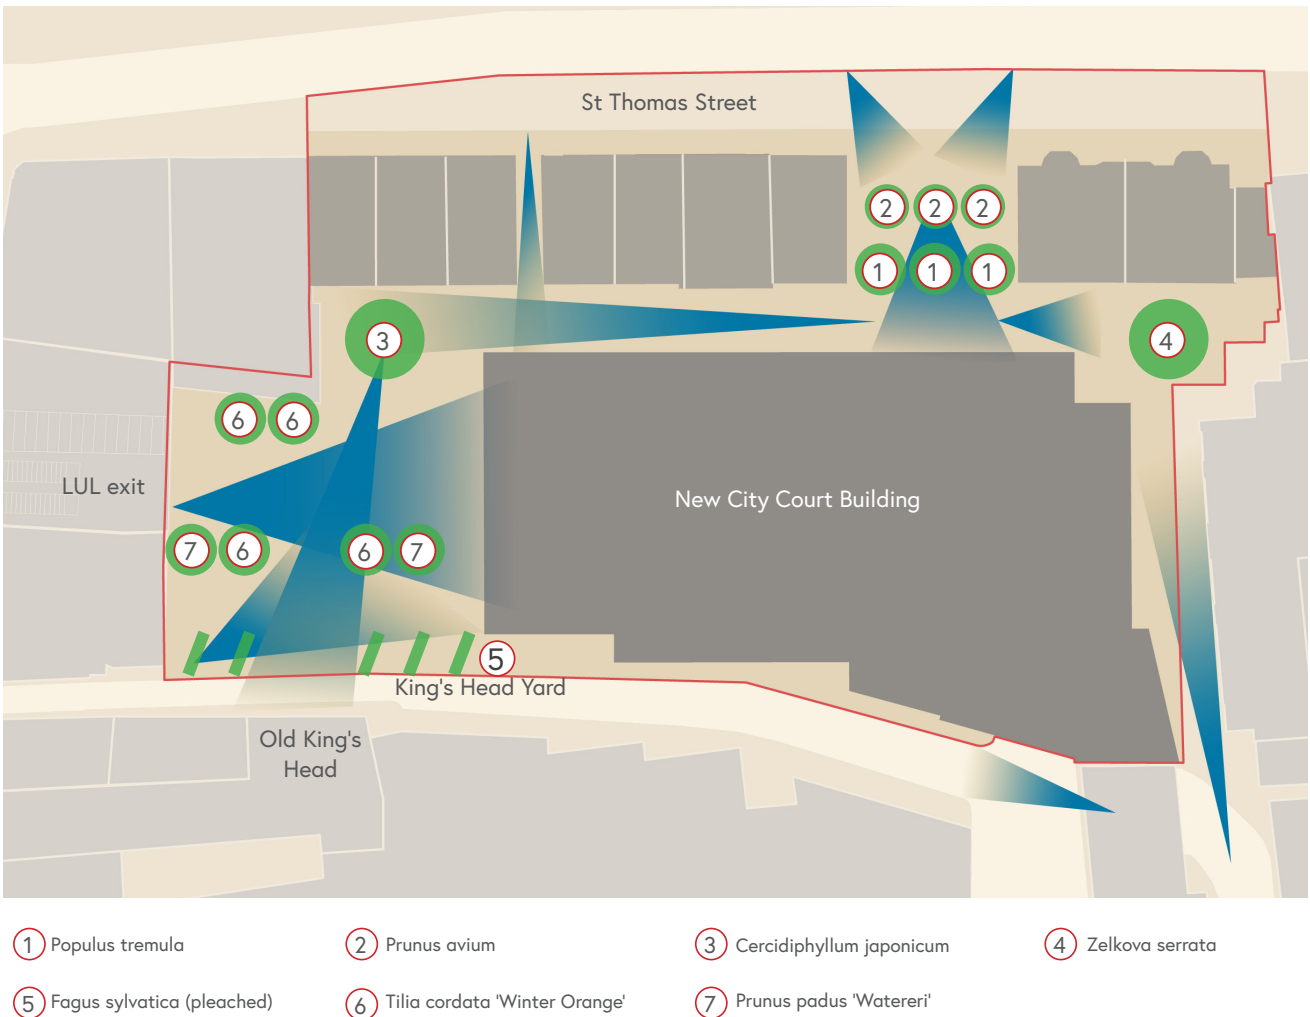 St Thomas Street
2 2 2
1 1 1
3
4
6 6
LUL exit
New City Court Building
7 6 6 7
5
King's Head Yard
Old King's
Head
1 Populus tremula
2 Prunus avium
3 Cercidiphyllum japonicum
4 Zelkova serrata
5 Fagus sylvatica (pleached)
6 Tilia cordata 'Winter Orange'
7 Prunus padus 'Watereri'